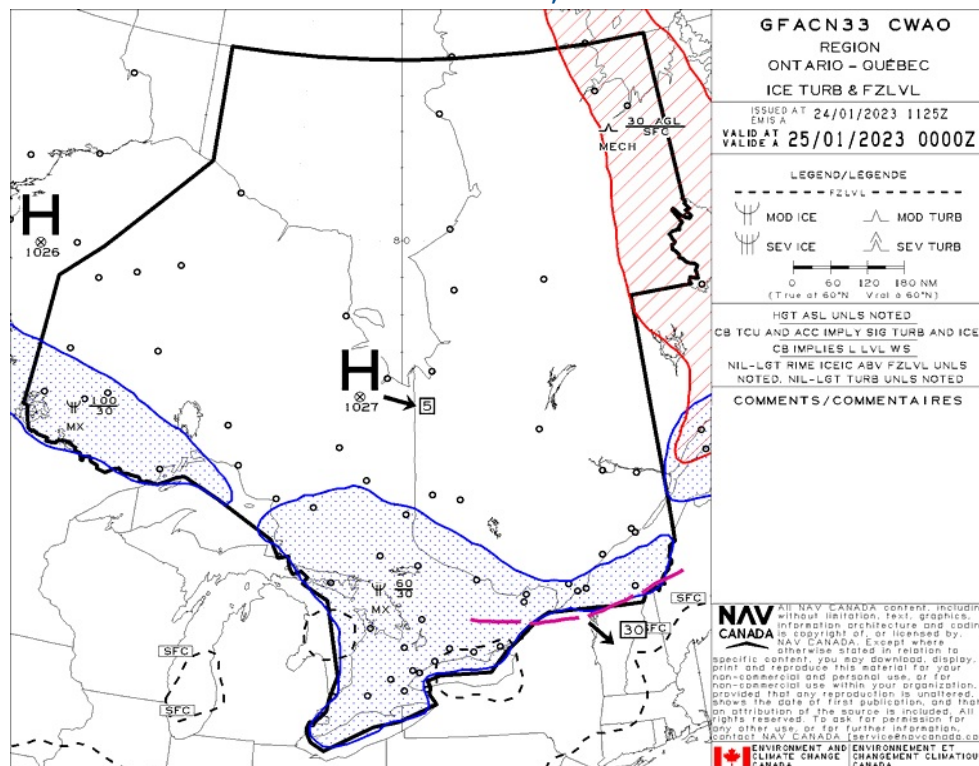 GFACN33 CWAO
REGION
ONTARIO – QUÉBEC
ICE TURB & FZLVL
ISSUED AT
ÉMIS À
24/01/2023 1125Z
VALID AT
VALIDE A
25/01/2023 0000Z
LEGEND/LEGENDE
FZLVL
MOD ICE
MOD TURB
SEV ICE
SEV TURB
0 60 120 180 NM
(True at 60°N Vrai à 60°N)
HGT ASL UNLS NOTED
CB TCU AND ACC IMPLY SIG TURB AND ICE
CB IMPLIES L LVL WS
NIL-LGT RIME ICEIC ABV FZLVL UNLS
NOTED. NIL-LGT TURB UNLS NOTED
COMMENTS/COMMENTAIRES
30 AGL
SFC
MECH
80
H
1026
H
1027
5
100
30
MX
60
30
MX
SFC
SFC
SFC
30
SFC
NAV
CANADA
All NAV CANADA content, includin
without limitation, text, graphics,
information architecture and codin
is copyright of, or licensed by,
NAV CANADA. Except where
otherwise stated in relation to
specific content, you may download, display,
print and reproduce this material for your
non-commercial and personal use, or for
non-commercial use within your organization,
provided that any reproduction is unaltered,
shows the date of first publication, and that
an attribution of the source is included. All
rights reserved. To ask for permission for
any other use, or for further information,
contact NAV CANADA [service@navcanada.ca
ENVIRONMENT AND
CLIMATE CHANGE
CANADA
ENVIRONNEMENT ET
CHANGEMENT CLIMATIQU
CANADA